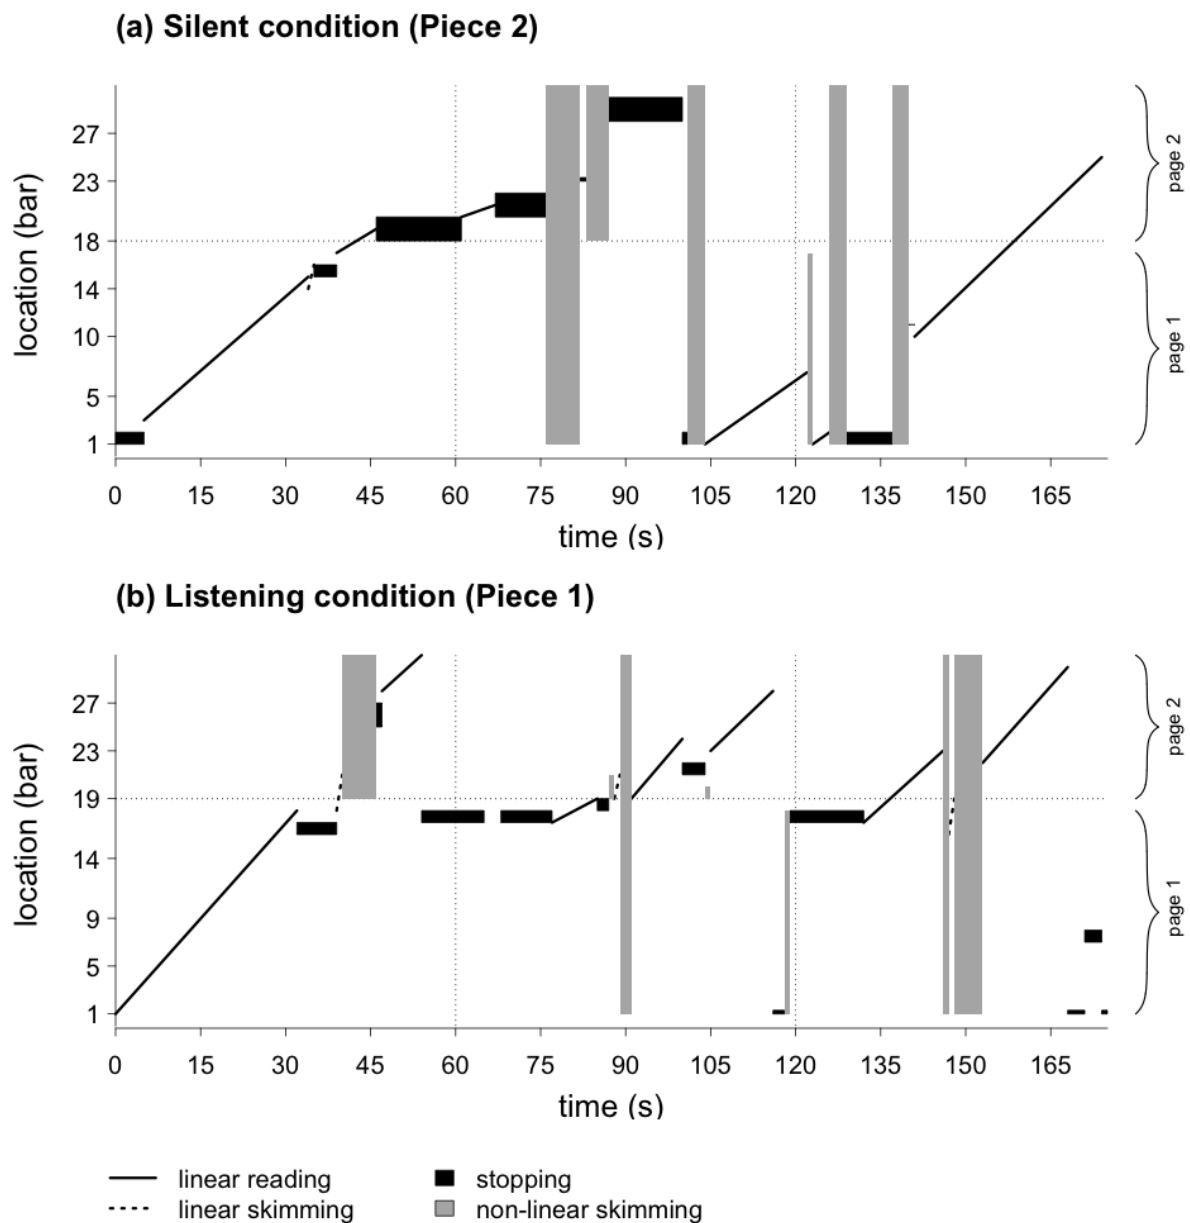 (a) Silent condition (Piece 2)
location (bar)
27
23
18
14
10
5
1
page 2
page 1
0 15 30 45 60 75 90 105 120 135 150 165
time (s)
(b) Listening condition (Piece 1)
location (bar)
27
23
19
14
9
5
1
page 2
page 1
0 15 30 45 60 75 90 105 120 135 150 165
time (s)
linear reading stopping
linear skimming non-linear skimming